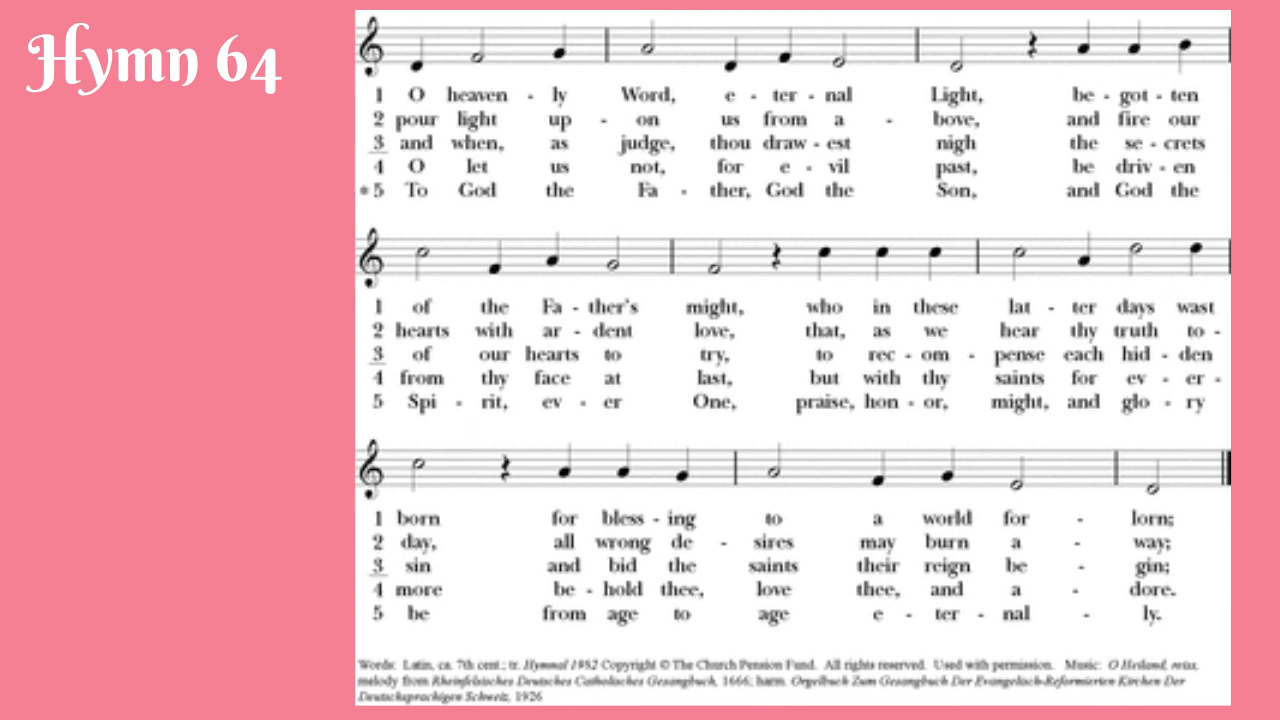 Hymn 64
1 O heaven - ly Word, e - ter - nal Light, be - got - ten
2 pour light up - on us from a - bove, and fire our
3 and when, as judge, thou draw - est nigh the se - crets
4 O let us not, for e - vil past, be driv - en
*5 To God the Fa - ther, God the Son, and God the
1 of the Fa - ther's might, who in these lat - ter days wast
2 hearts with ar - dent love, that, as we hear thy truth to -
3 of our hearts to try, to rec - om - pense each hid - den
4 from thy face at last, but with thy saints for ev - er -
5 Spi - rit, ev - er One, praise, hon - or, might, and glo - ry
1 born for bless - ing to a world for - lorn;
2 day, all wrong de - sires may burn a - way;
3 sin and bid the saints their reign be - gin;
4 more be - hold thee, love thee, and a - dore.
5 be from age to age e - ter - nal - ly.
Words: Latin, ca. 7th cent.; tr. Hymnal 1982 Copyright © The Church Pension Fund. All rights reserved. Used with permission. Music: O Heiland, reiss,
melody from Rheinfelsisches Deutsches Catholisches Gesangbuch, 1666; harm. Orgelbuch Zum Gesangbuch Der Evangelisch-Reformierten Kirchen Der
Deutschsprachigen Schweiz, 1926